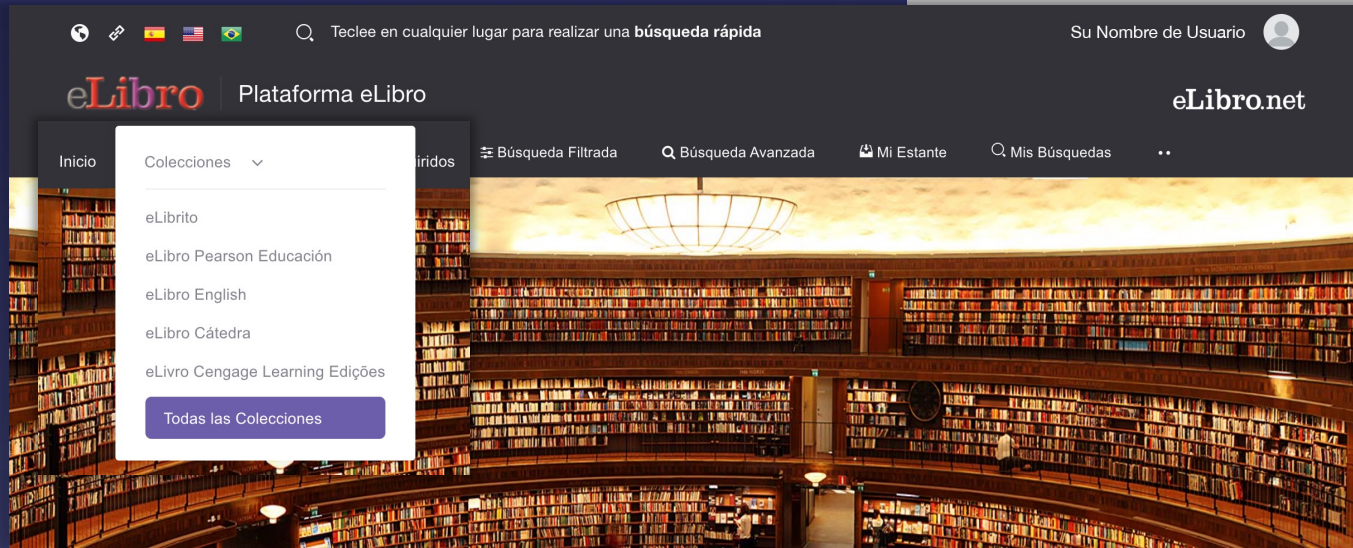 Teclee en cualquier lugar para realizar una búsqueda rápida
Su Nombre de Usuario
eLibro
Plataforma eLibro
eLibro.net
Inicio
Colecciones
iridos
Búsqueda Filtrada
Búsqueda Avanzada
Mi Estante
Mis Búsquedas
eLibrito
eLibro Pearson Educación
eLibro English
eLibro Cátedra
eLivro Cengage Learning Edições
Todas las Colecciones